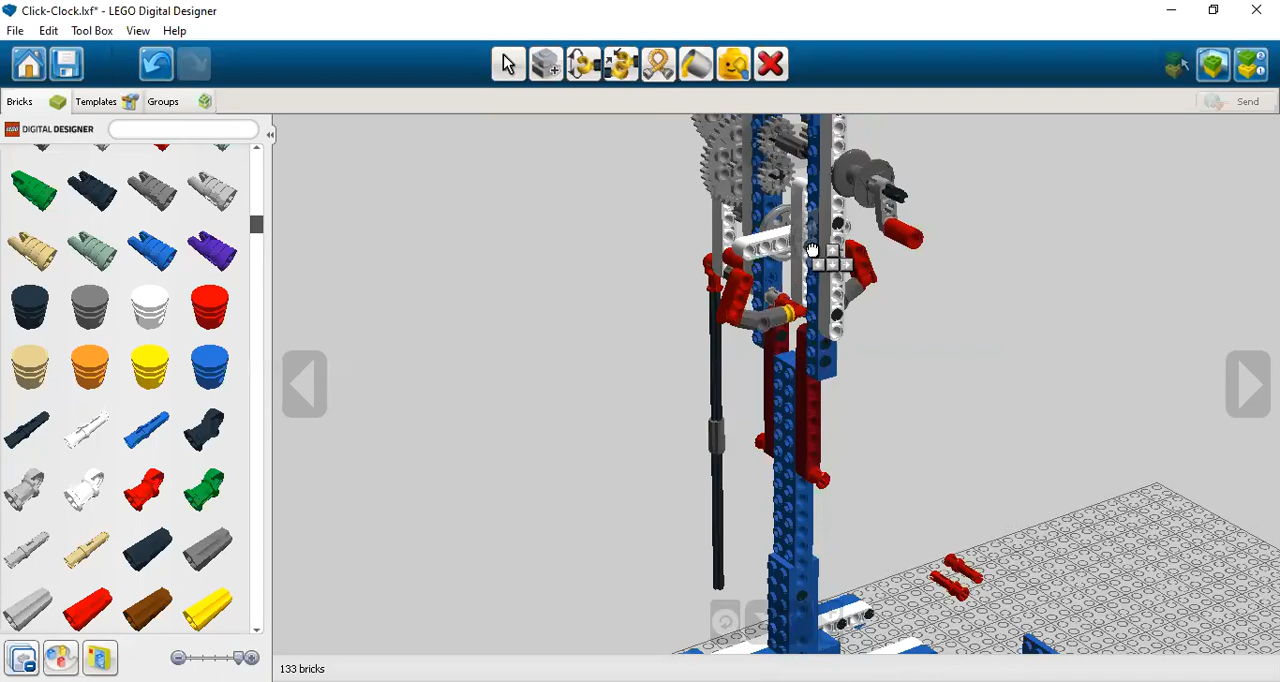 Click-Clock.lxf* - LEGO Digital Designer
File Edit Tool Box View Help
Bricks Templates Groups Send
LEGO DIGITAL DESIGNER
133 bricks